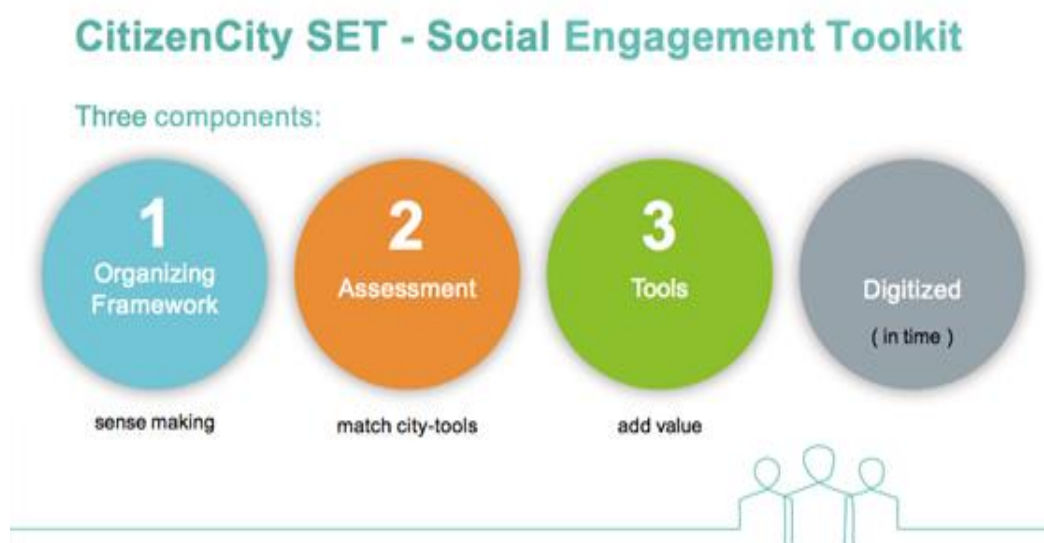 CitizenCity SET - Social Engagement Toolkit
Three components:
1
Organizing
Framework
sense making
2
Assessment
match city-tools
3
Tools
add value
Digitized
( in time )